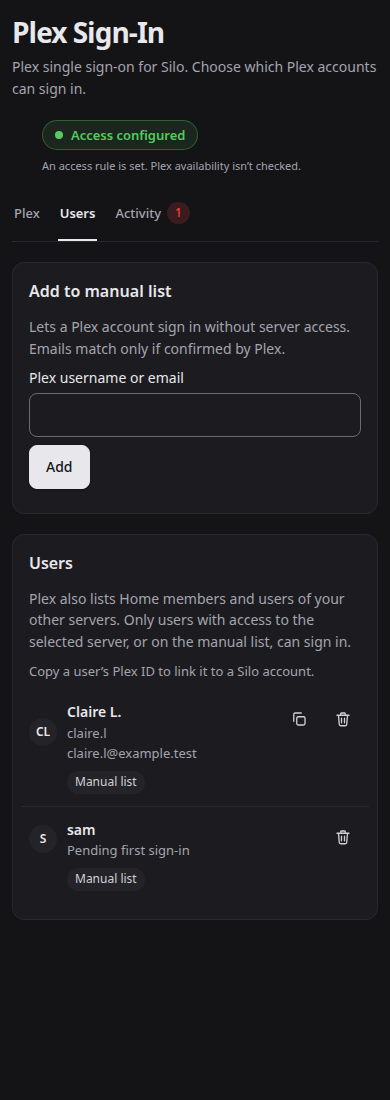 Plex Sign-In
Plex single sign-on for Silo. Choose which Plex accounts
can sign in.
Access configured
An access rule is set. Plex availability isn’t checked.
Plex Users Activity 1
Add to manual list
Lets a Plex account sign in without server access.
Emails match only if confirmed by Plex.
Plex username or email
Add
Users
Plex also lists Home members and users of your
other servers. Only users with access to the
selected server, or on the manual list, can sign in.
Copy a user’s Plex ID to link it to a Silo account.
CL
Claire L.
claire.l
claire.l@example.test
Manual list
S
sam
Pending first sign-in
Manual list